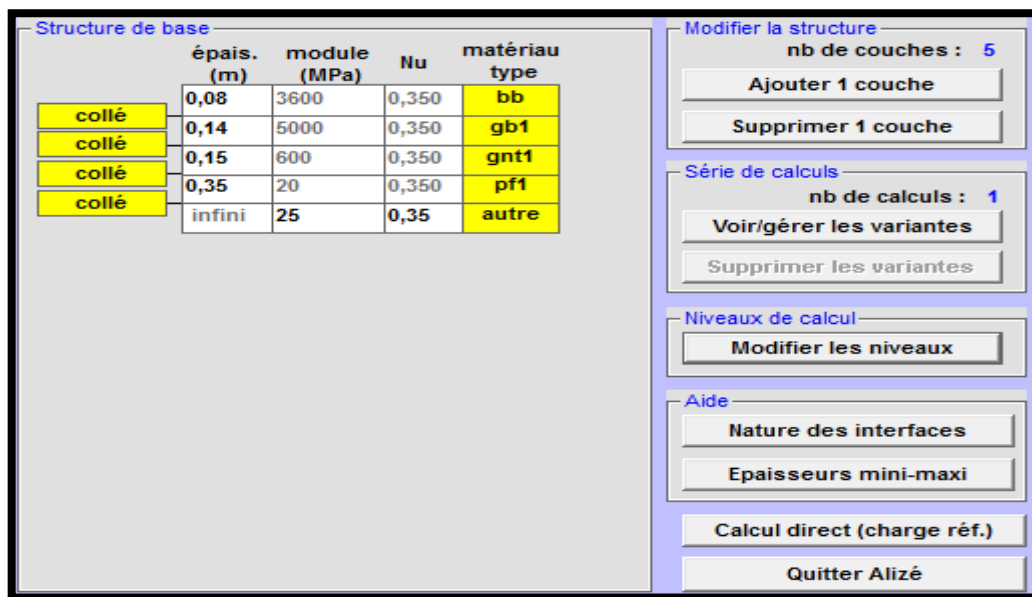 Structure de base
épais. (m) module (MPa) Nu matériau type
0,08 3600 0,350 bb
collé
0,14 5000 0,350 gb1
collé
0,15 600 0,350 gnt1
collé
0,35 20 0,350 pf1
collé
infini 25 0,35 autre
Modifier la structure
nb de couches : 5
Ajouter 1 couche
Supprimer 1 couche
Série de calculs
nb de calculs : 1
Voir/gérer les variantes
Supprimer les variantes
Niveaux de calcul
Modifier les niveaux
Aide
Nature des interfaces
Epaisseurs mini-maxi
Calcul direct (charge réf.)
Quitter Alizé